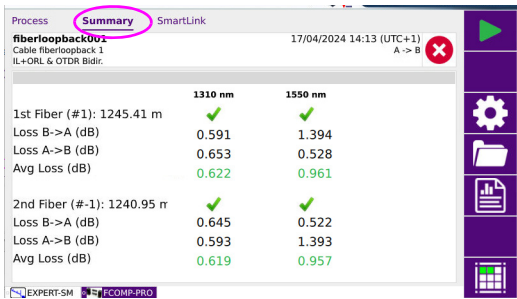 Process Summary SmartLink
fiberloopback001 17/04/2024 14:13 (UTC+1)
Cable fiberloopback 1 A -> B
IL+ORL & OTDR Bidir.
1310 nm 1550 nm
1st Fiber (#1): 1245.41 m
Loss B->A (dB) 0.591 1.394
Loss A->B (dB) 0.653 0.528
Avg Loss (dB) 0.622 0.961
2nd Fiber (#-1): 1240.95 m
Loss B->A (dB) 0.645 0.522
Loss A->B (dB) 0.593 1.393
Avg Loss (dB) 0.619 0.957
EXPERT-SM FCOMP-PRO